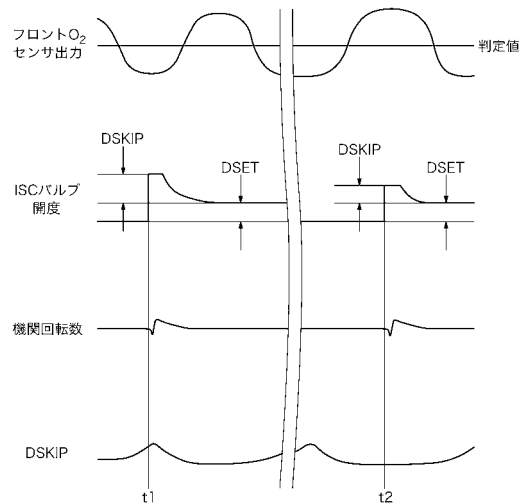 フロントO2
センサ出力
判定値
DSKIP
DSET
DSKIP
DSET
ISCバルブ
開度
機関回転数
DSKIP
t1
t2